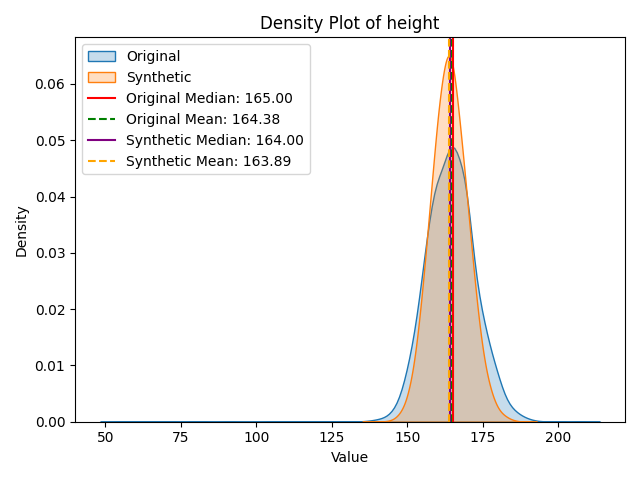 Density Plot of height
Original
Synthetic
Original Median: 165.00
Original Mean: 164.38
Synthetic Median: 164.00
Synthetic Mean: 163.89
Density
0.06
0.05
0.04
0.03
0.02
0.01
0.00
50 75 100 125 150 175 200
Value